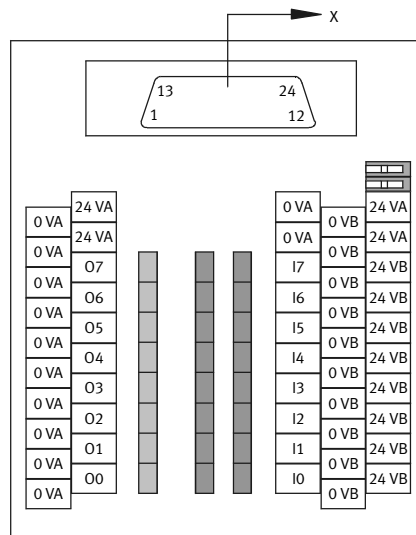 X
13 24
1 12
24 VA 0 VA 24 VA
0 VA 0 VB
24 VA 0 VA 24 VA
0 VA 0 VB
O7 I7 24 VB
0 VA 0 VB
O6 I6 24 VB
0 VA 0 VB
O5 I5 24 VB
0 VA 0 VB
O4 I4 24 VB
0 VA 0 VB
O3 I3 24 VB
0 VA 0 VB
O2 I2 24 VB
0 VA 0 VB
O1 I1 24 VB
0 VA 0 VB
O0 I0 24 VB
0 VA 0 VB